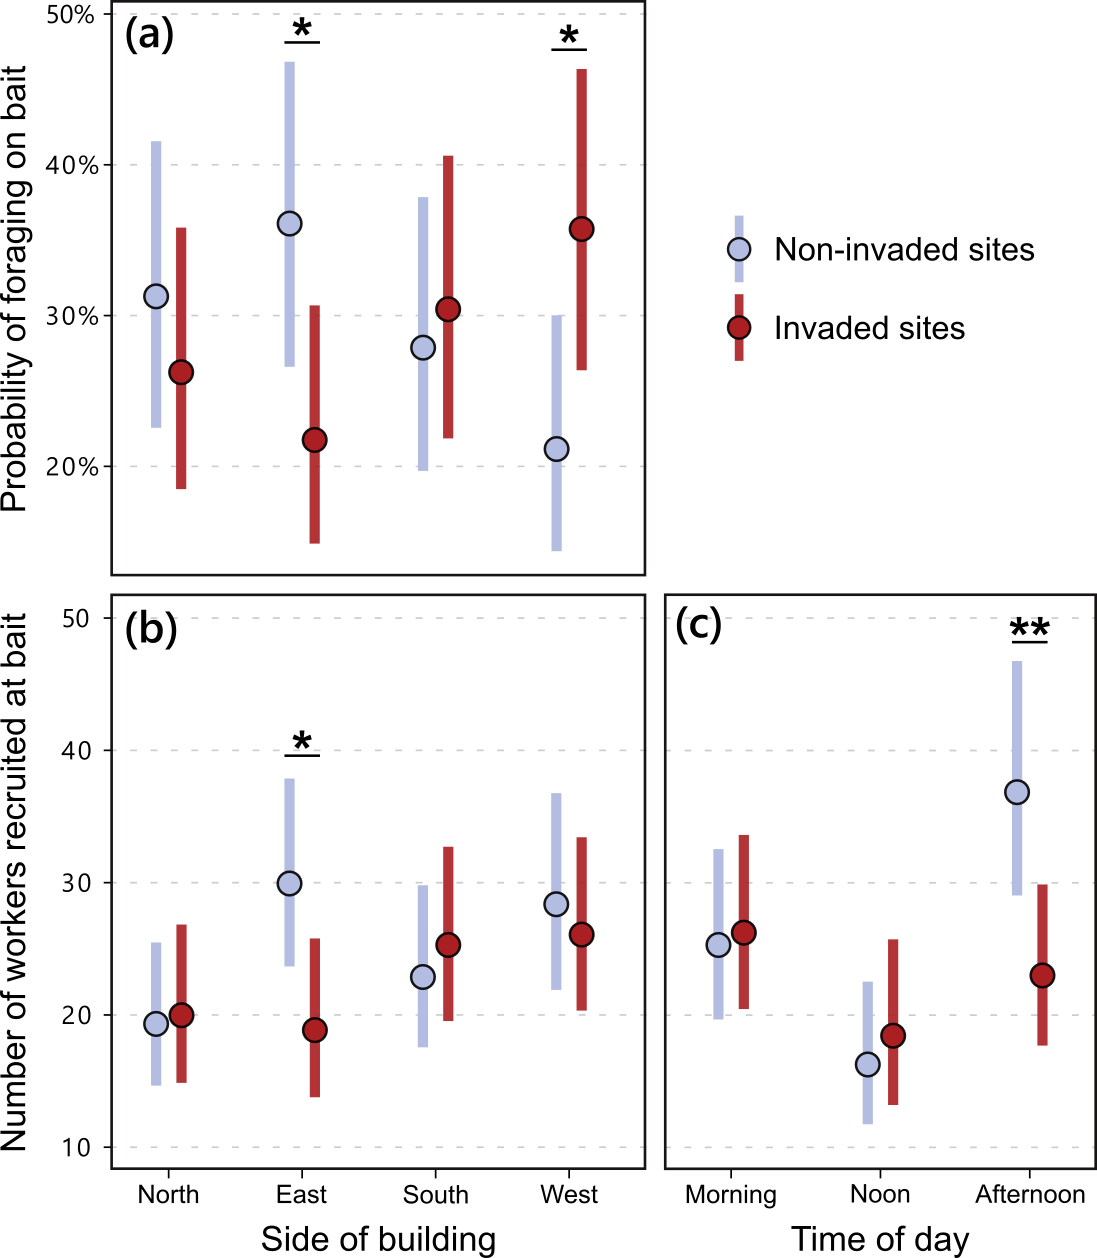 (a)
*
*
50%
40%
30%
20%
Probability of foraging on bait
Non-invaded sites
Invaded sites
(b)
*
50
40
30
20
10
Number of workers recruited at bait
North East South West
Side of building
(c)
**
Morning Noon Afternoon
Time of day